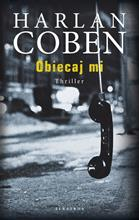 HARLAN
COBEN
Obiecaj mi
Thriller
ALBATROS